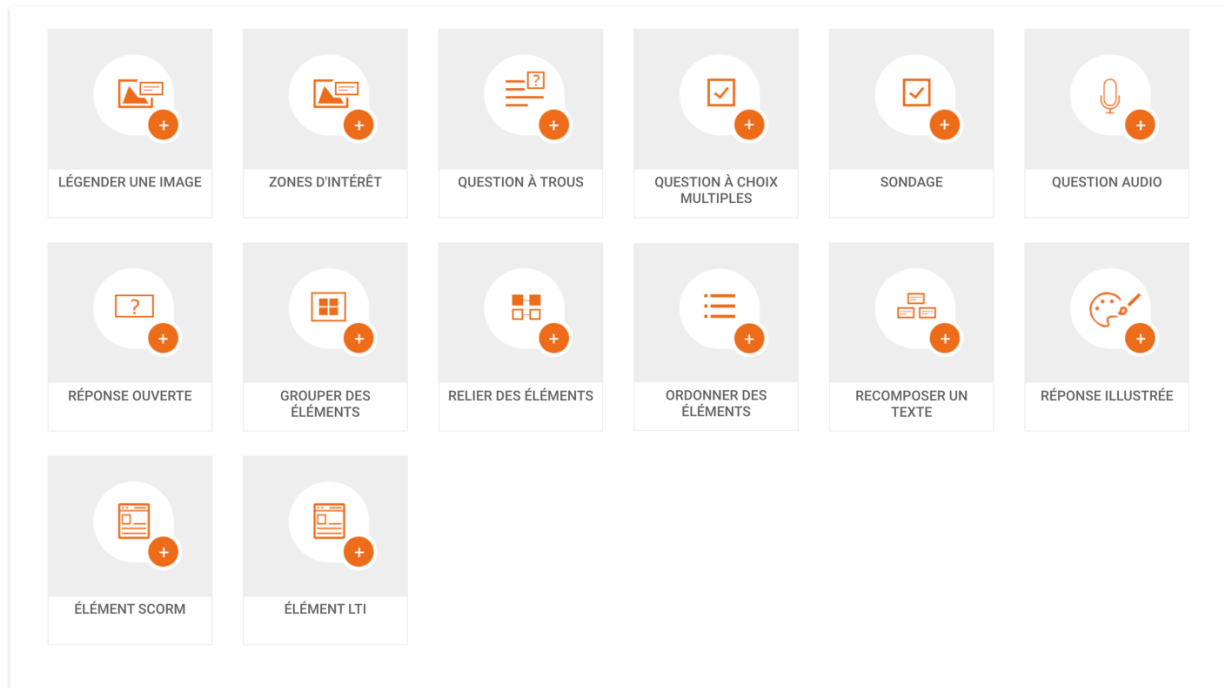 LÉGENDER UNE IMAGE
ZONES D'INTÉRÊT
QUESTION À TROUS
QUESTION À CHOIX
MULTIPLES
SONDAGE
QUESTION AUDIO
RÉPONSE OUVERTE
GROUPER DES
ÉLÉMENTS
RELIER DES ÉLÉMENTS
ORDONNER DES
ÉLÉMENTS
RECOMPOSER UN
TEXTE
RÉPONSE ILLUSTRÉE
ÉLÉMENT SCORM
ÉLÉMENT LTI